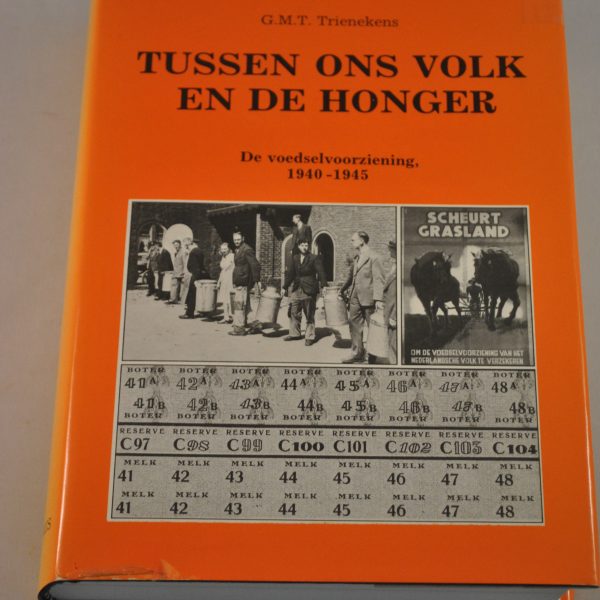 G.M.T. Trienekens
TUSSEN ONS VOLK
EN DE HONGER
De voedselvoorziening,
1940-1945
SCHEURT
GRASLAND
OM DE VOEDSELVOORZIENING VAN HET
NEDERLANDSCHE VOLK TE VERZEKEREN
BOTER BOTER BOTER BOTER BOTER BOTER BOTER BOTER
41A 42A 43A 44A 45A 46A 47A 48A
41B 42B 43B 44B 45B 46B 47B 48B
BOTER BOTER BOTER BOTER BOTER BOTER BOTER BOTER
RESERVE RESERVE RESERVE RESERVE RESERVE RESERVE RESERVE RESERVE
C97 C98 C99 C100 C101 C102 C103 C104
MELK MELK MELK MELK MELK MELK MELK MELK
41 42 43 44 45 46 47 48
MELK MELK MELK MELK MELK MELK MELK MELK
41 42 43 44 45 46 47 48